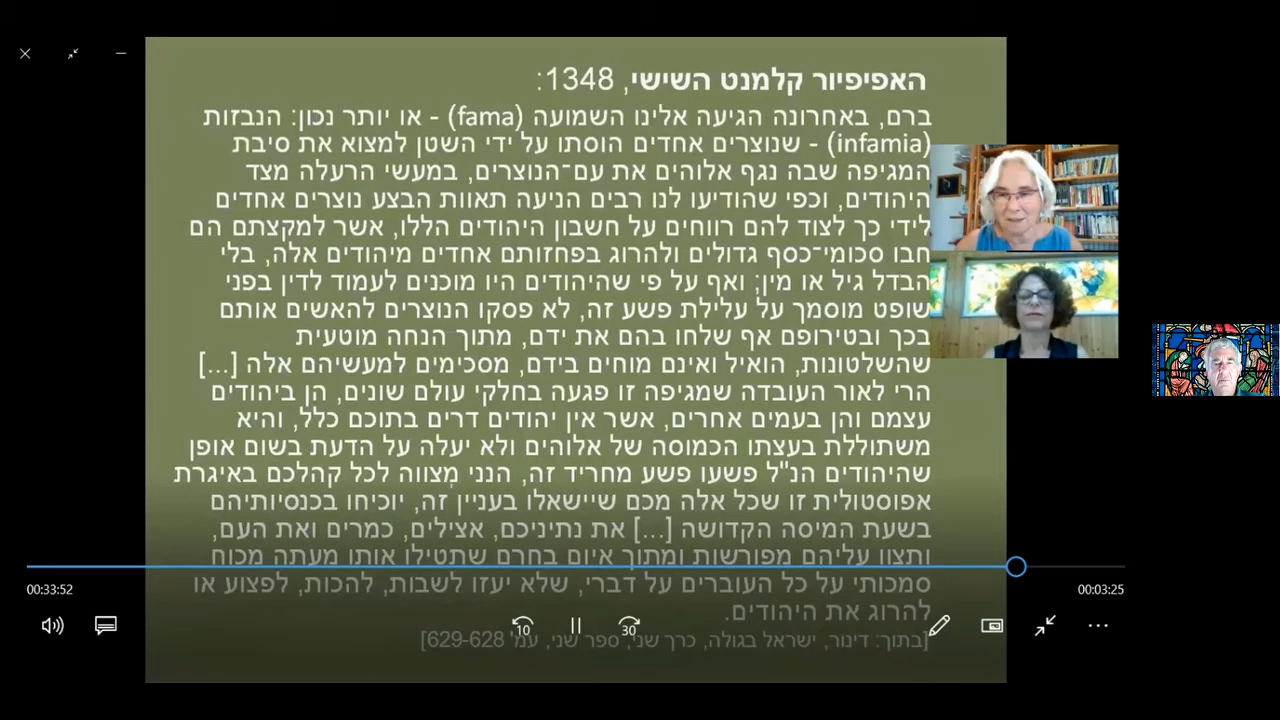 האפיפיור קלמנט השישי, 1348:
ברם, באחרונה הגיעה אלינו השמועה (fama) - או יותר נכון: הנבזות
(infamia) - שנוצרים אחדים הוסתו על ידי השטן למצוא את סיבת
המגיפה שבה נגף אלוהים את עם־הנוצרים, במעשי הרעלה מצד
היהודים, וכפי שהודיעו לנו רבים הניעה תאוות הבצע נוצרים אחדים
לידי כך לצוד להם רווחים על חשבון היהודים הללו, אשר למקצתם הם
חבו סכומי־כסף גדולים ולהרוג בפחזותם אחדים מיהודים אלה, בלי
הבדל גיל או מין; ואף על פי שהיהודים היו מוכנים לעמוד לדין בפני
שופט מוסמך על עלילת פשע זה, לא פסקו הנוצרים להאשים אותם
בכך ובטירופם אף שלחו בהם את ידם, מתוך הנחה מוטעית
שהשלטונות, הואיל ואינם מוחים בידם, מסכימים למעשיהם אלה [...]
הרי לאור העובדה שמגיפה זו פגעה בחלקי עולם שונים, הן ביהודים
עצמם והן בעמים אחרים, אשר אין יהודים דרים בתוכם כלל, והיא
משתוללת בעצתו הכמוסה של אלוהים ולא יעלה על הדעת בשום אופן
שהיהודים הנ"ל פשעו פשע מחריד זה, הנני מְצווה לכל קהלכם באיגרת
אפוסטולית זו שכל אלה מכם שיישאלו בעניין זה, יוכיחו בכנסיותיהם
בשעת המיסה הקדושה [...] את נתיניכם, אצילים, כמרים ואת העם,
ותצוו עליהם מפורשות ומתוך איום בחרם שתטילו אותו מעתה מכוח
סמכותי על כל העוברים על דברי, שלא יעזו לשבות, להכות, לפצוע או
להרוג את היהודים.
[בתוך: דינור, ישראל בגולה, כרך שני, ספר שני, עמ' 629-628]
00:33:52
00:03:25
10
30